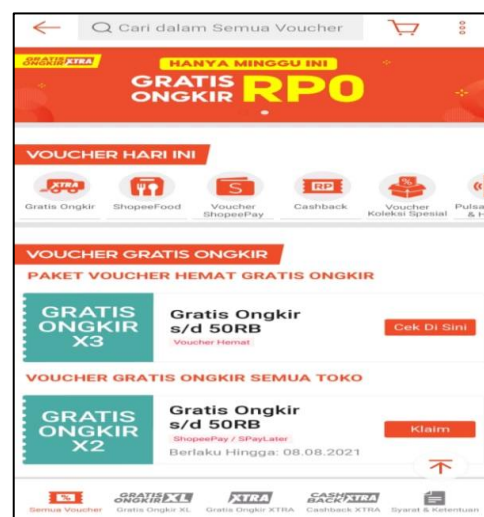 Cari dalam Semua Voucher
GRATIS ONGKIR XTRA
HANYA MINGGU INI
GRATIS
ONGKIR RP0
VOUCHER HARI INI
XTRA
S
RP
%
Gratis Ongkir
ShopeeFood
Voucher
ShopeePay
Cashback
Voucher
Koleksi Spesial
Pulsa
& H
VOUCHER GRATIS ONGKIR
PAKET VOUCHER HEMAT GRATIS ONGKIR
GRATIS
ONGKIR
X3
Gratis Ongkir
s/d 50RB
Voucher Hemat
Cek Di Sini
VOUCHER GRATIS ONGKIR SEMUA TOKO
GRATIS
ONGKIR
X2
Gratis Ongkir
s/d 50RB
ShopeePay / SPayLater
Berlaku Hingga: 08.08.2021
Klaim
Semua Voucher
GRATIS ONGKIR XL
Gratis Ongkir XL
XTRA
Gratis Ongkir XTRA
CASHBACK XTRA
Cashback XTRA
Syarat & Ketentuan